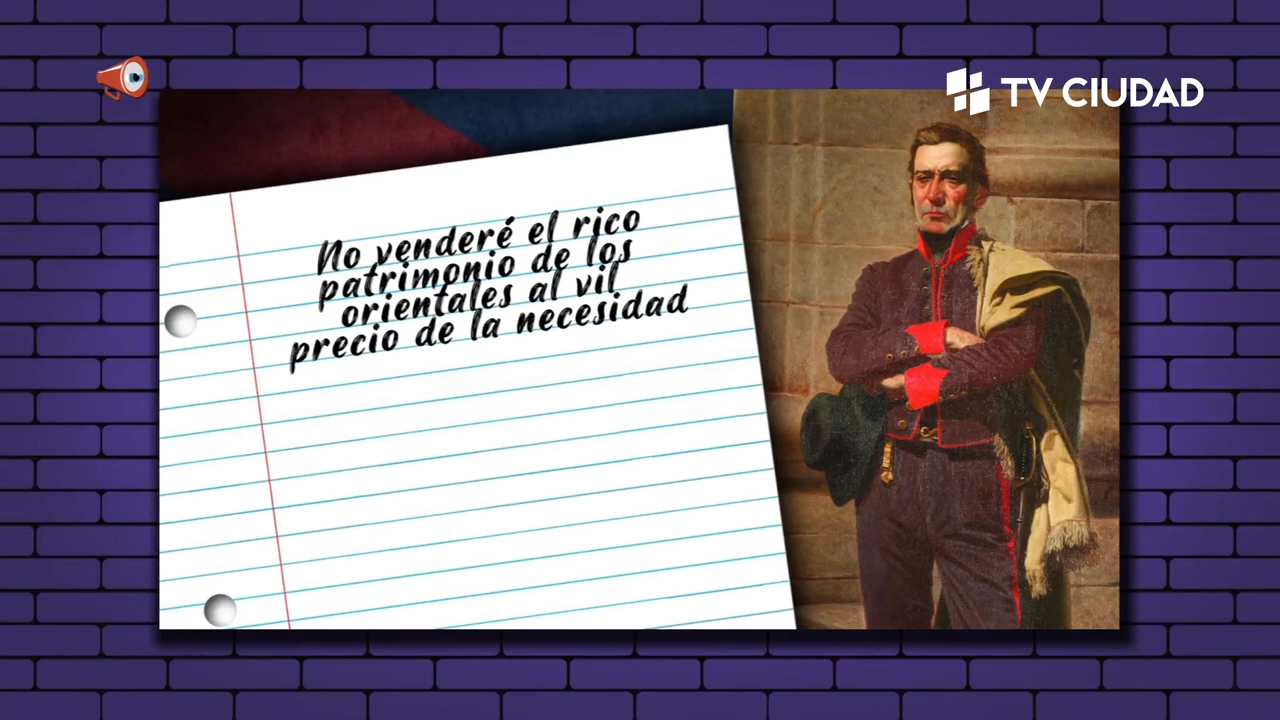 TV CIUDAD
No venderé el rico
patrimonio de los
orientales al vil
precio de la necesidad